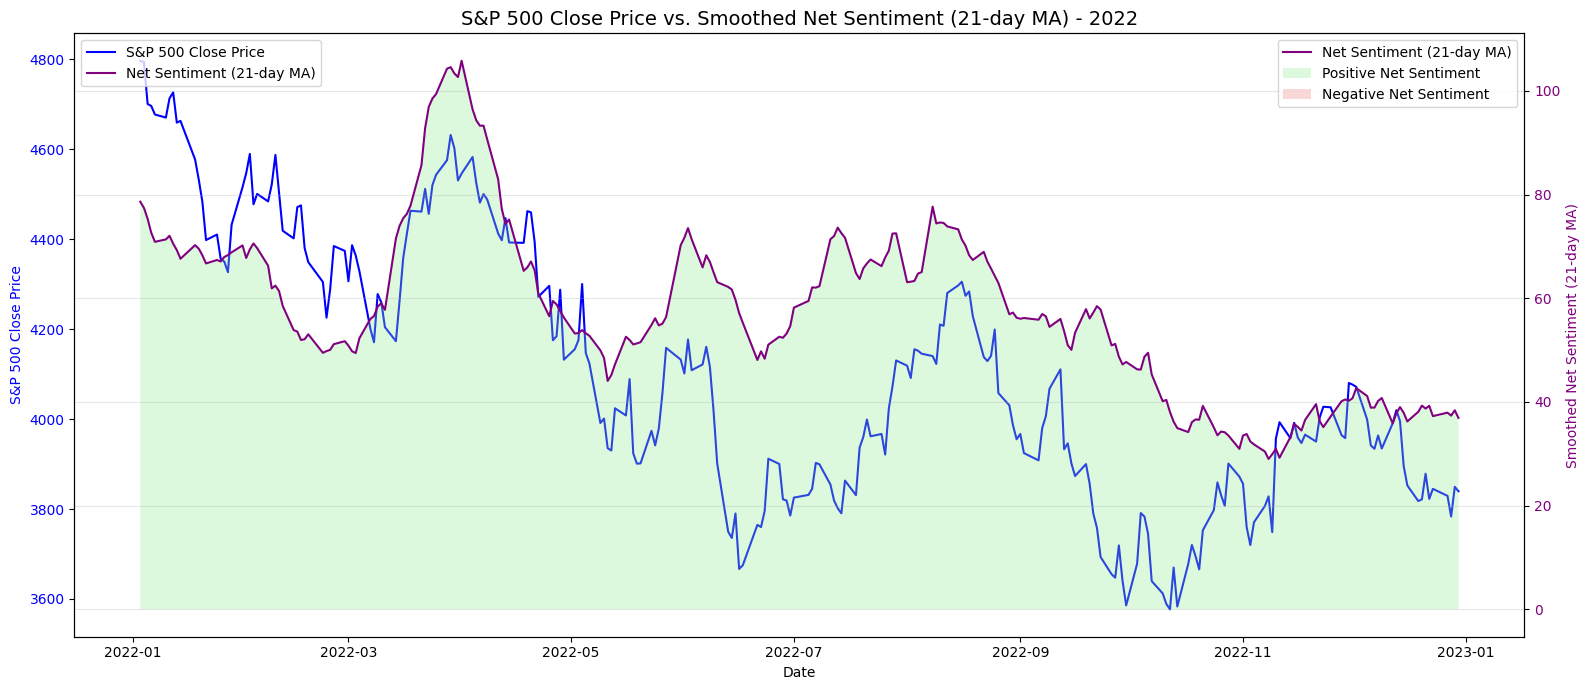 S&P 500 Close Price vs. Smoothed Net Sentiment (21-day MA) - 2022
S&P 500 Close Price
Net Sentiment (21-day MA)
Net Sentiment (21-day MA)
Positive Net Sentiment
Negative Net Sentiment
S&P 500 Close Price
4800
4600
4400
4200
4000
3800
3600
100
80
60
40
20
0
Smoothed Net Sentiment (21-day MA)
2022-01
2022-03
2022-05
2022-07
2022-09
2022-11
2023-01
Date